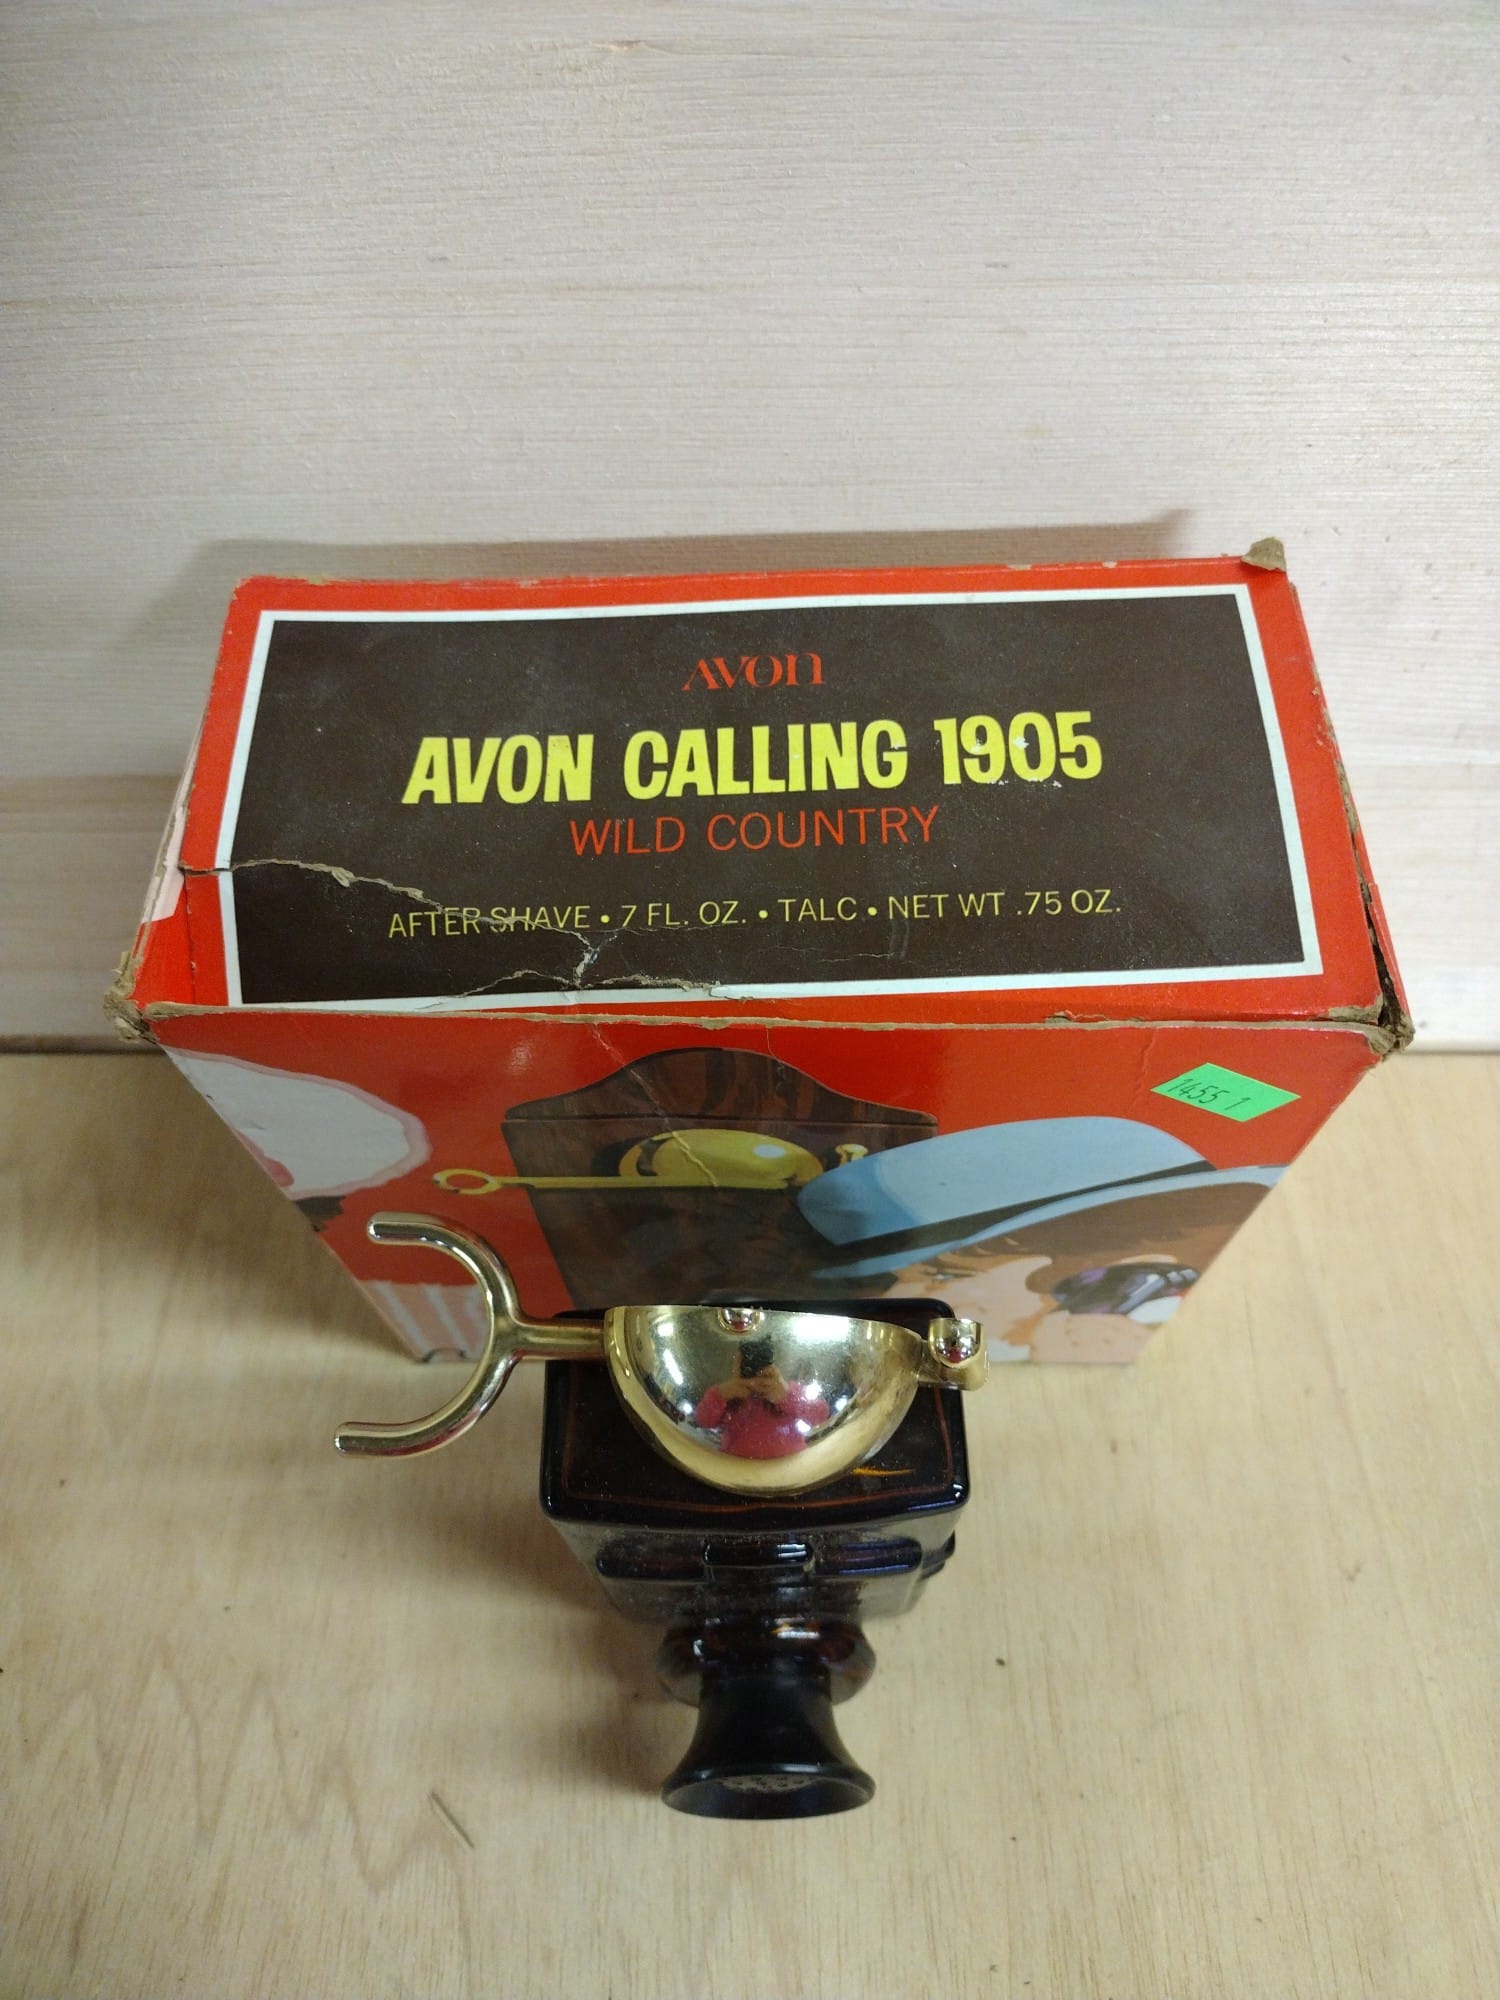 AVON
AVON CALLING 1905
WILD COUNTRY
AFTER SHAVE • 7 FL. OZ. • TALC • NET WT .75 OZ.
1455 1